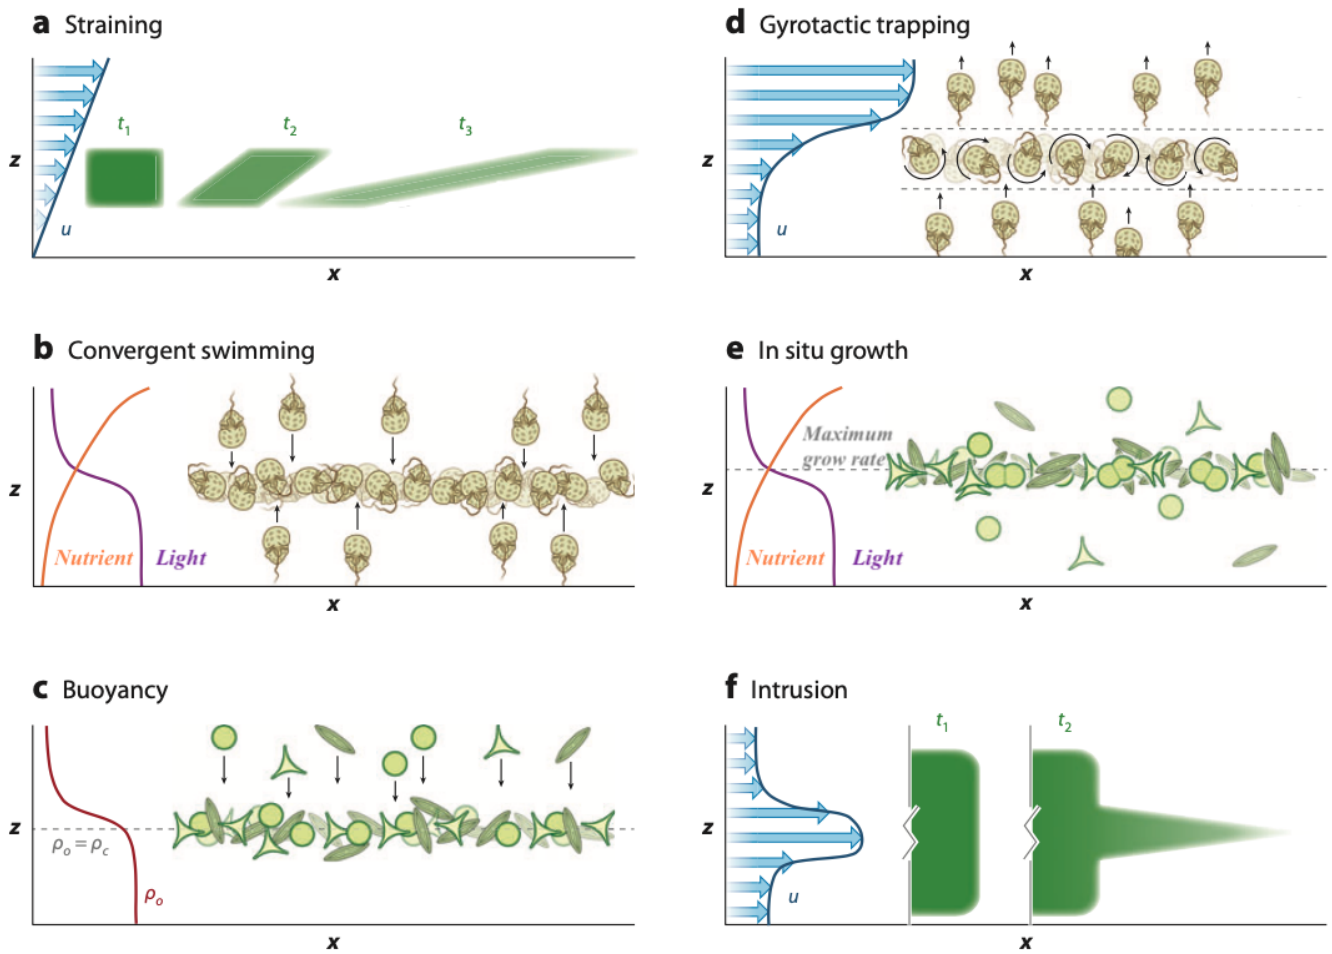 a Straining
t1
t2
t3
z
u
x
b Convergent swimming
z
Nutrient
Light
x
c Buoyancy
z
ρo = ρc
ρo
x
d Gyrotactic trapping
z
u
x
e In situ growth
Maximum
grow rate
z
Nutrient
Light
x
f Intrusion
t1
t2
z
u
x